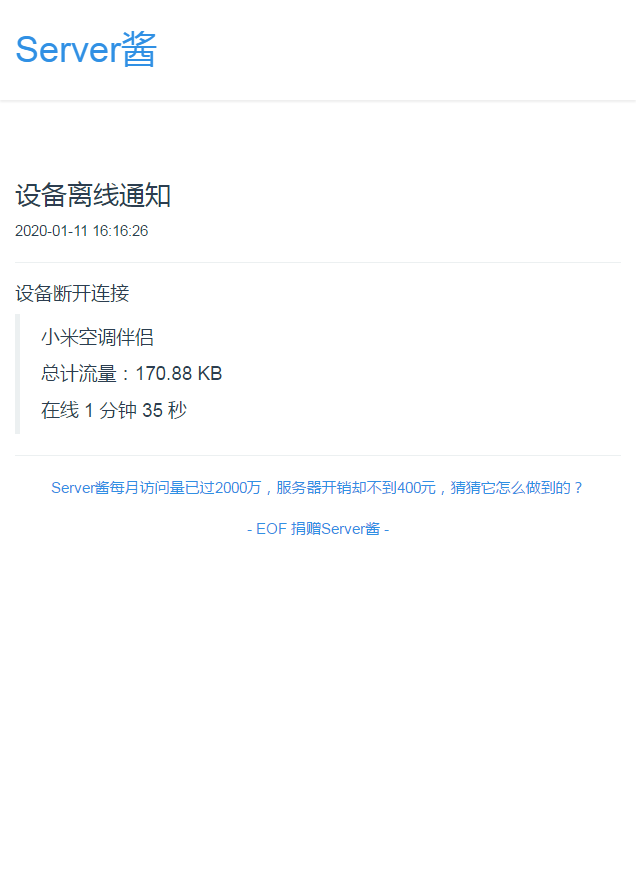 Server酱
设备离线通知
2020-01-11 16:16:26
设备断开连接
小米空调伴侣
总计流量：170.88 KB
在线 1 分钟 35 秒
Server酱每月访问量已过2000万，服务器开销却不到400元，猜猜它怎么做到的？
- EOF 捐赠Server酱 -